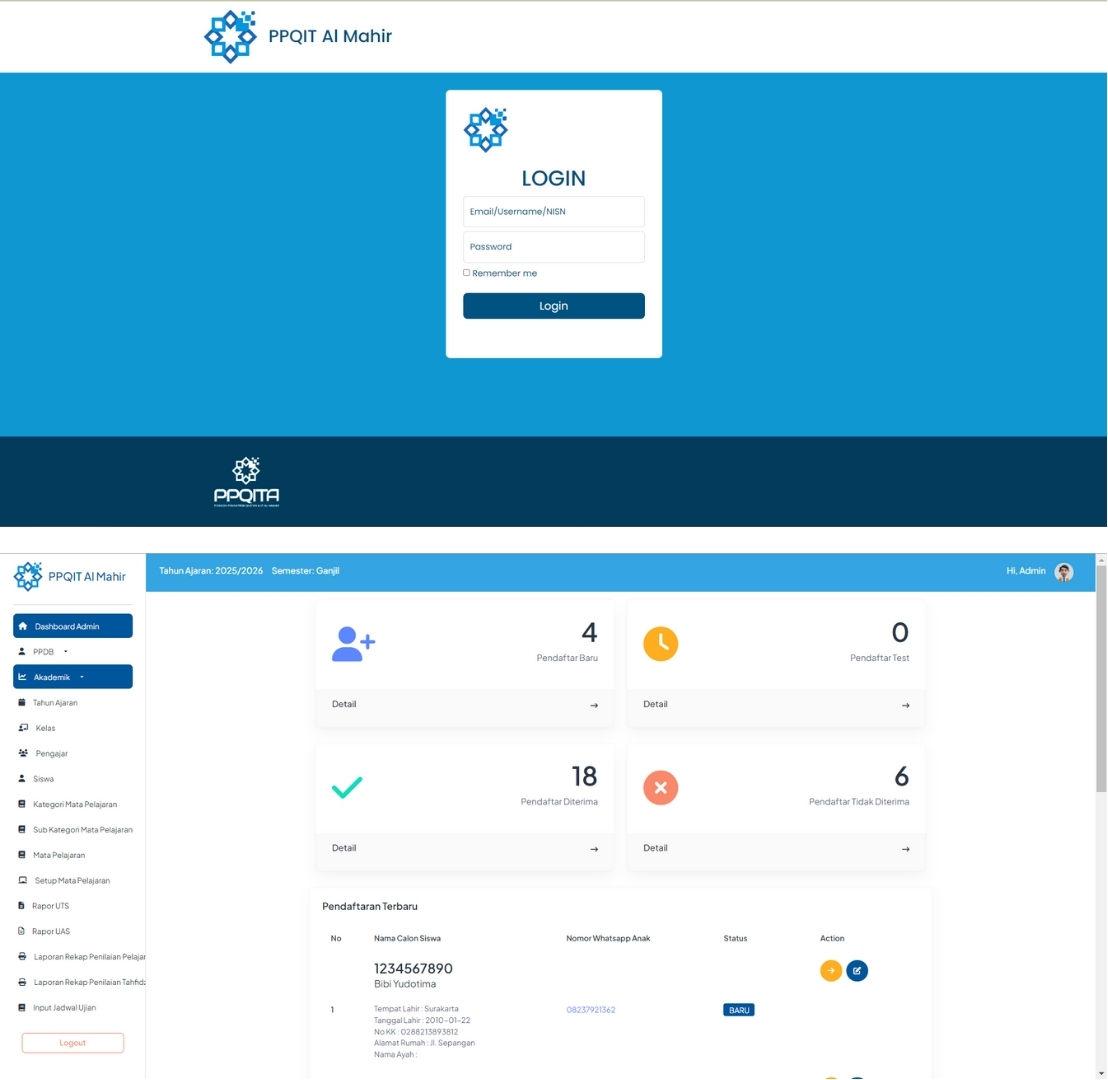 PPQIT Al Mahir
LOGIN
Email/Username/NISN
Password
Remember me
Login
PPQITA
PPQIT Al Mahir
Tahun Ajaran: 2025/2026 Semester: Ganjil
Hi, Admin
Dashboard Admin
PPDB
Akademik
Tahun Ajaran
Kelas
Pengajar
Siswa
Kategori Mata Pelajaran
Sub Kategori Mata Pelajaran
Mata Pelajaran
Setup Mata Pelajaran
Rapor UTS
Rapor UAS
Laporan Rekap Penilaian Pelajar
Laporan Rekap Penilaian Tahfidz
Input Jadwal Ujian
Logout
4
Pendaftar Baru
Detail
0
Pendaftar Test
Detail
18
Pendaftar Diterima
Detail
6
Pendaftar Tidak Diterima
Detail
Pendaftaran Terbaru
No Nama Calon Siswa Nomor Whatsapp Anak Status Action
1234567890
Bibi Yudotima
1 Tempat Lahir : Surakarta 08237921362 BARU
Tanggal Lahir : 2010-01-22
No KK : 0288213893812
Alamat Rumah : Jl. Sepangan
Nama Ayah :